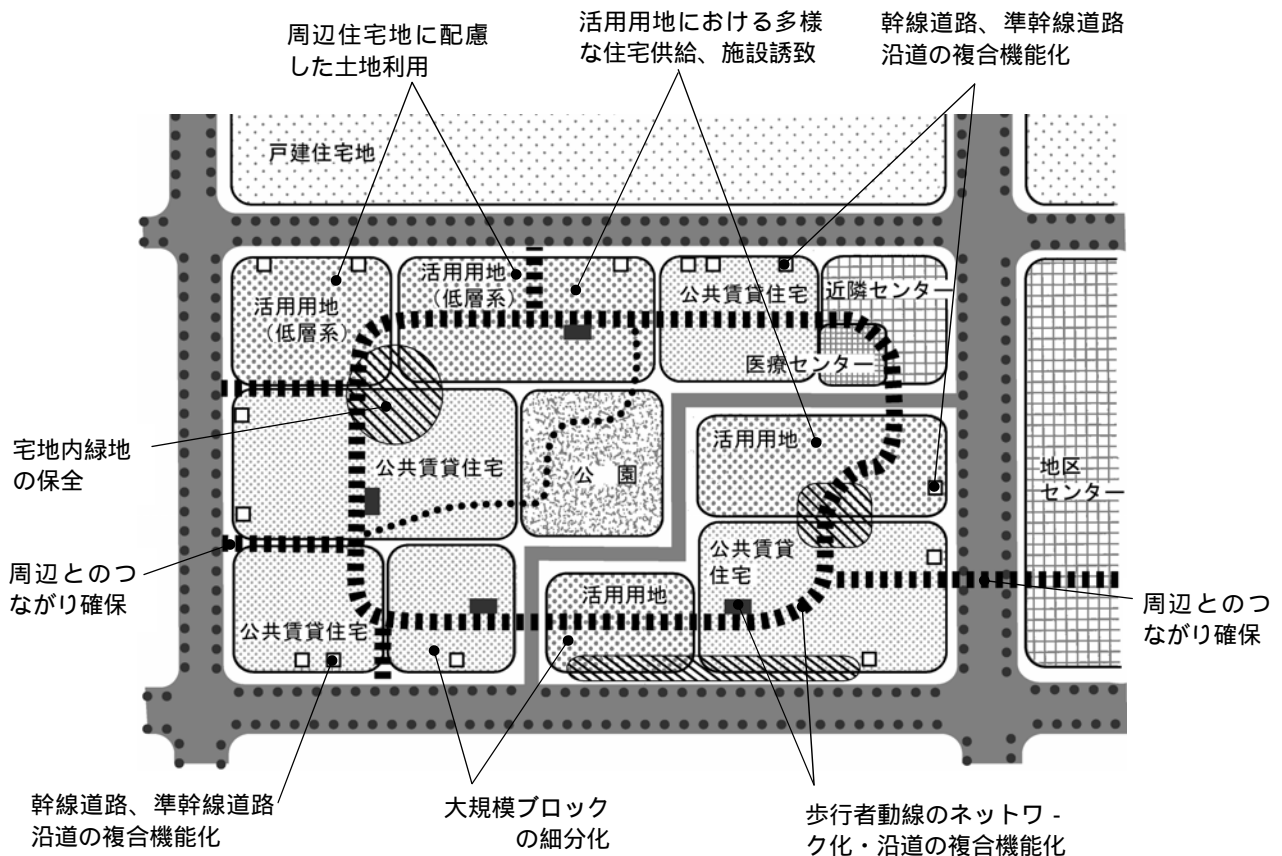 周辺住宅地に配慮
した土地利用
活用用地における多様
な住宅供給、施設誘致
幹線道路、準幹線道路
沿道の複合機能化
戸建住宅地
活用用地
（低層系）
活用用地
（低層系）
公共賃貸住宅
近隣センター
医療センター
宅地内緑地
の保全
公共賃貸住宅
公 園
活用用地
地区
センター
周辺とのつ
ながり確保
公共賃貸
住宅
活用用地
公共賃貸住宅
周辺とのつ
ながり確保
幹線道路、準幹線道路
沿道の複合機能化
大規模ブロック
の細分化
歩行者動線のネットワ-
ク化・沿道の複合機能化